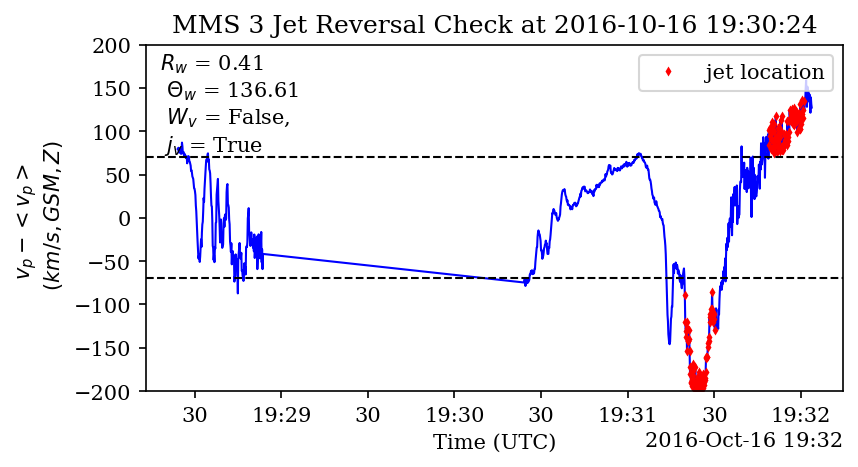 MMS 3 Jet Reversal Check at 2016-10-16 19:30:24
R_w = 0.41
Θ_w = 136.61
W_v = False,
j_v = True
jet location
v_p − < v_p >
(km/s, GSM, Z)
200
150
100
50
0
−50
−100
−150
−200
30 19:29 30 19:30 30 19:31 30 19:32
Time (UTC)
2016-Oct-16 19:32